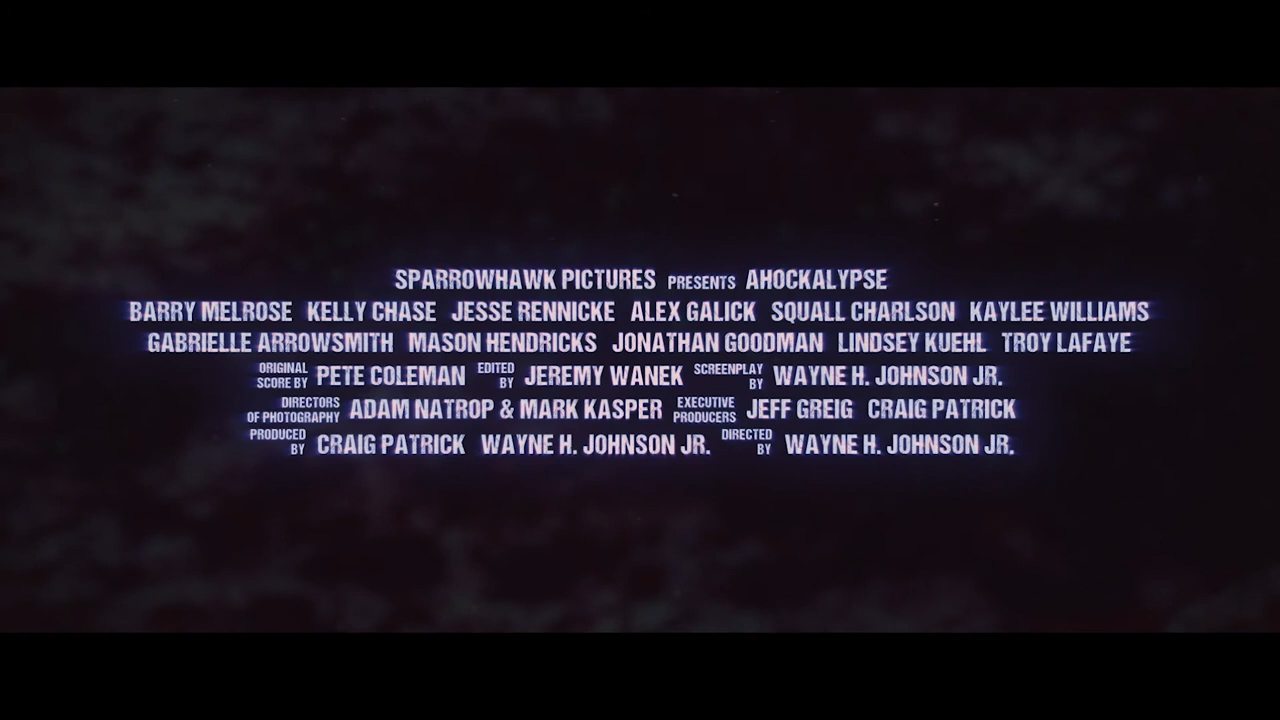 SPARROWHAWK PICTURES PRESENTS AHOCKALYPSE
BARRY MELROSE KELLY CHASE JESSE RENNICKE ALEX GALICK SQUALL CHARLSON KAYLEE WILLIAMS
GABRIELLE ARROWSMITH MASON HENDRICKS JONATHAN GOODMAN LINDSEY KUEHL TROY LAFAYE
ORIGINAL SCORE BY PETE COLEMAN EDITED BY JEREMY WANEK SCREENPLAY BY WAYNE H. JOHNSON JR.
DIRECTORS OF PHOTOGRAPHY ADAM NATROP & MARK KASPER EXECUTIVE PRODUCERS JEFF GREIG CRAIG PATRICK
PRODUCED BY CRAIG PATRICK WAYNE H. JOHNSON JR. DIRECTED BY WAYNE H. JOHNSON JR.